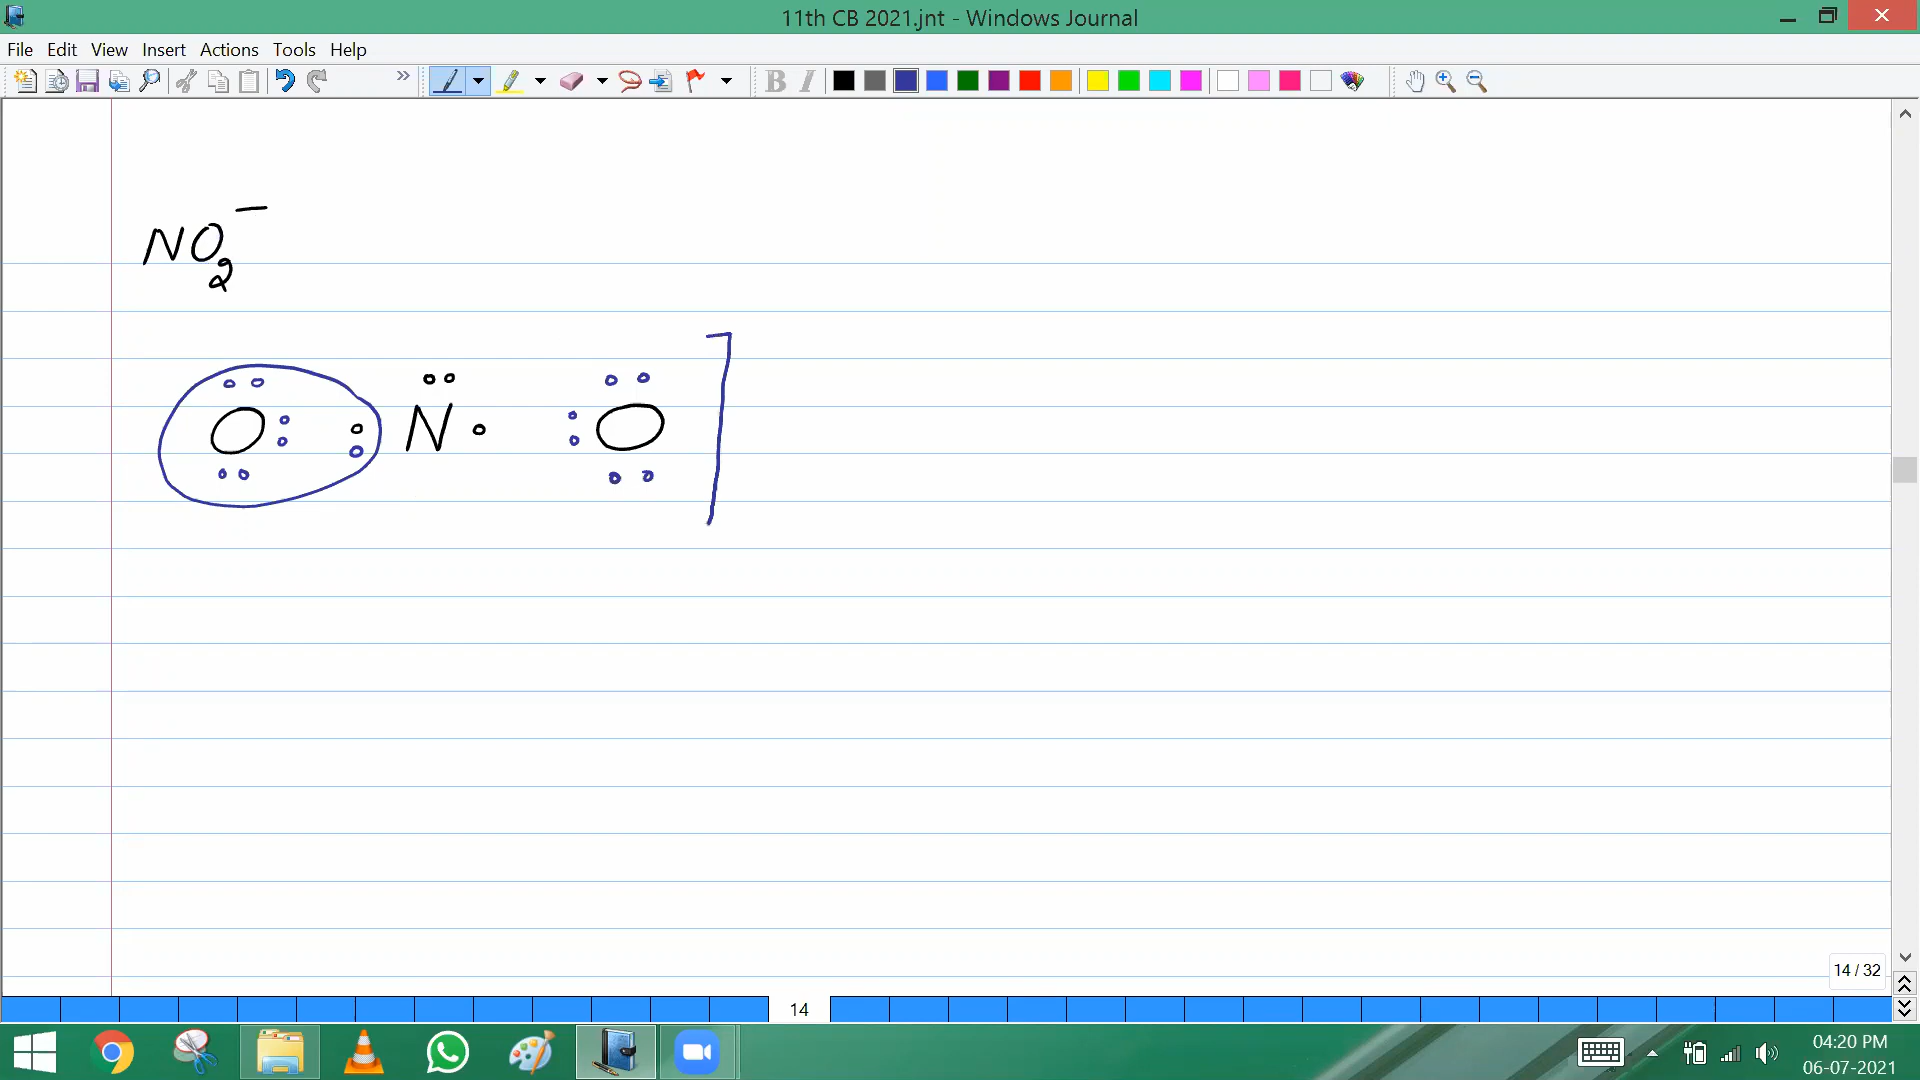 11th CB 2021.jnt - Windows Journal
File Edit View Insert Actions Tools Help
B I
NO2−
O N O ]
14 / 32
14
04:20 PM
06-07-2021